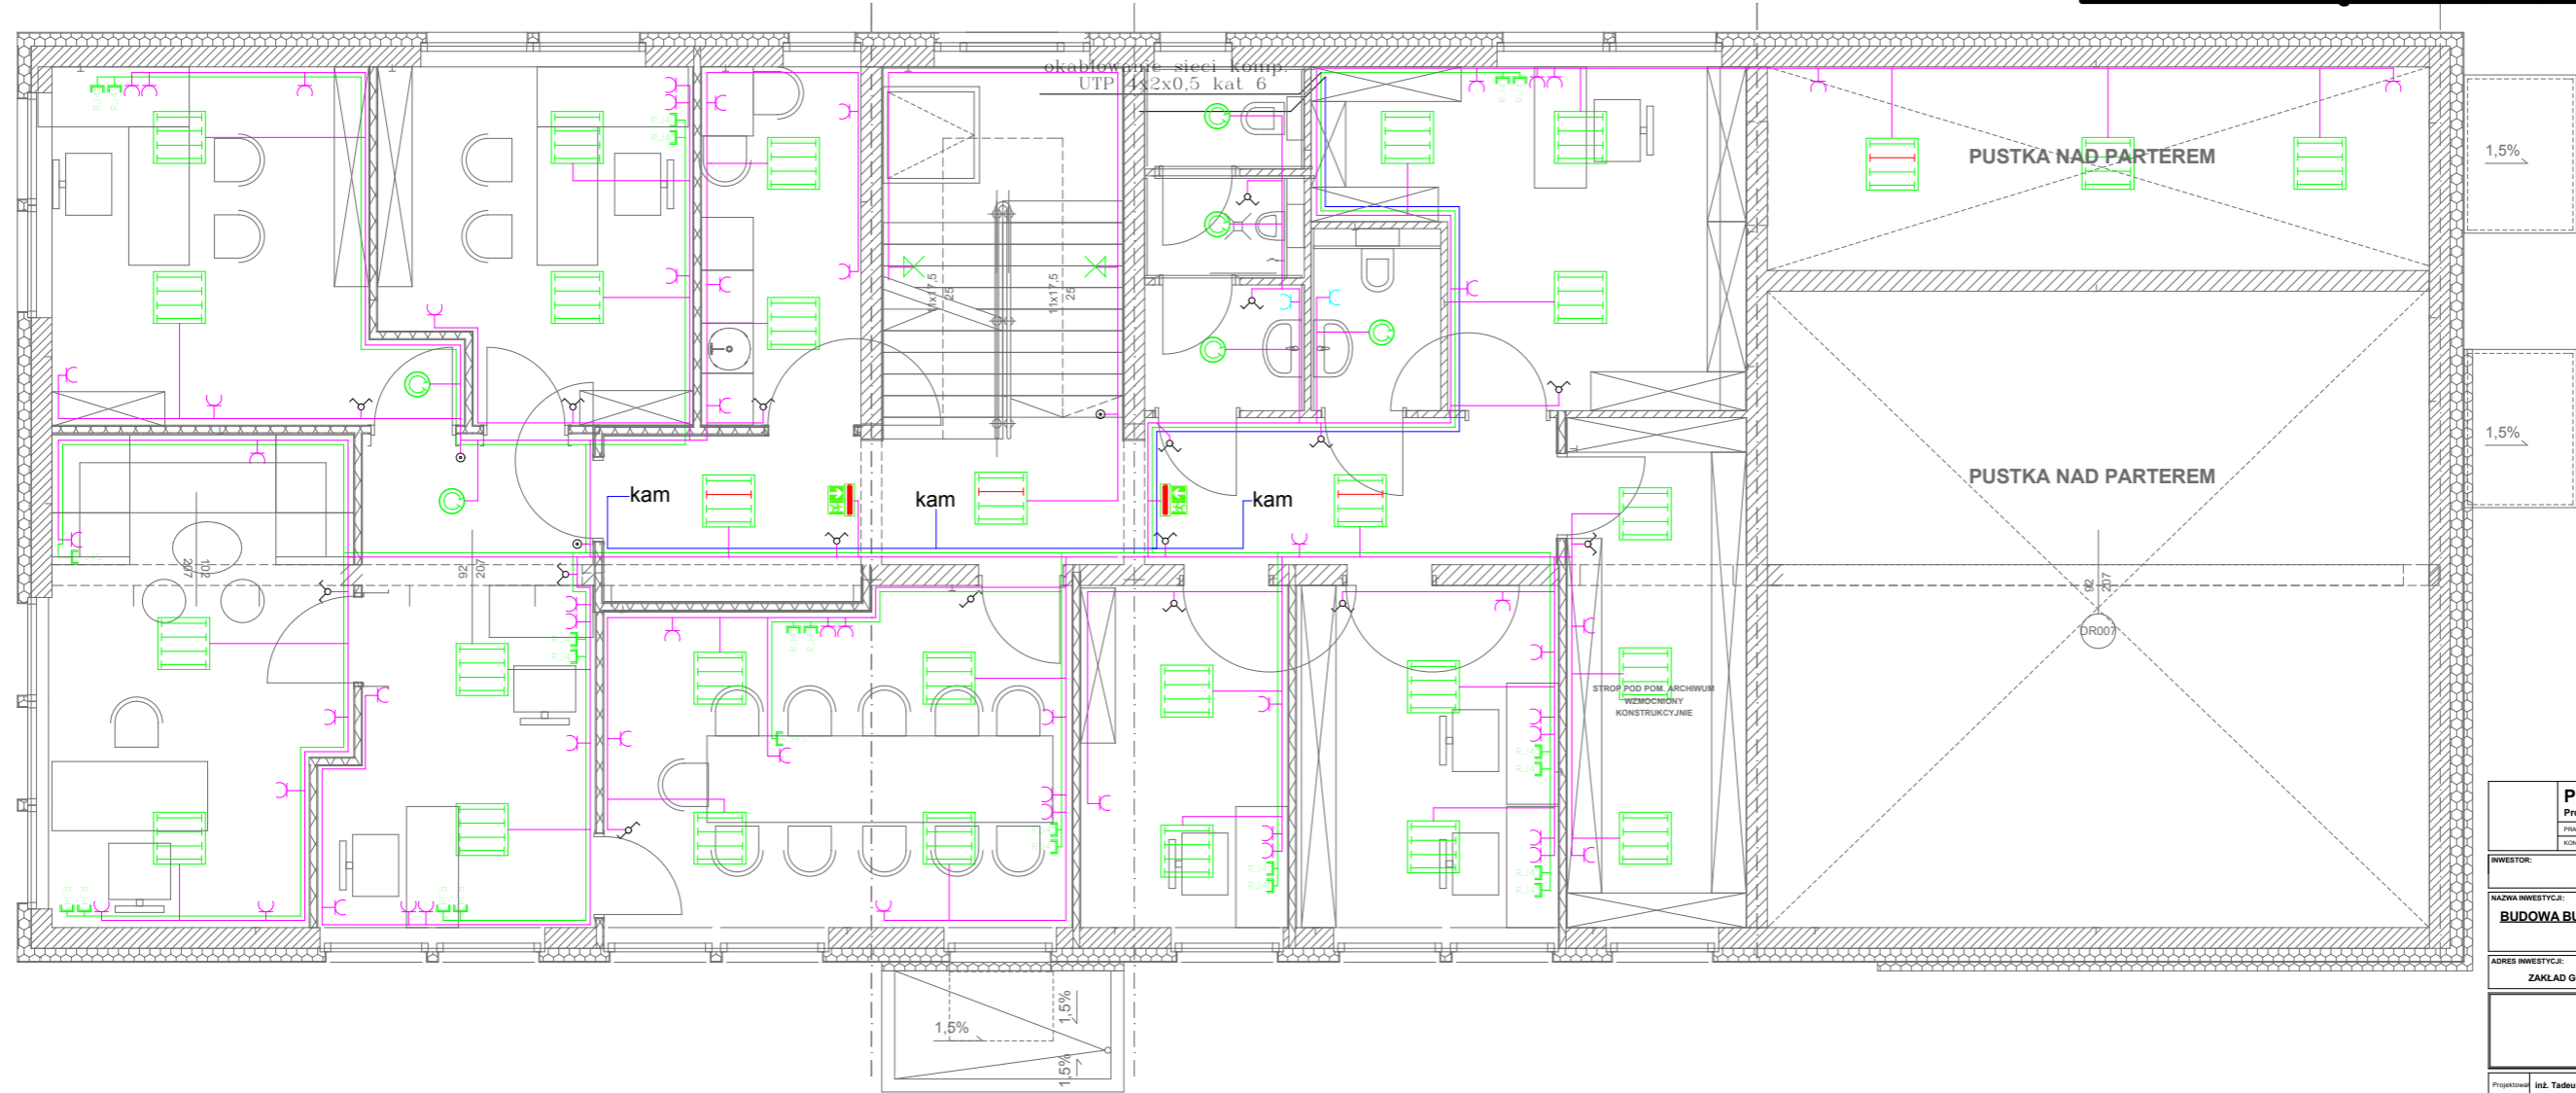 okablowanie sieci komp.
UTP 4x2x0,5 kat 6
PUSTKA NAD PARTEREM
1,5%
11x17,5
25
11x17,5
25
1,5%
kam
kam
kam
PUSTKA NAD PARTEREM
102
207
92
207
92
207
DR007
STROP POD POM. ARCHIWUM
WZMOCNIONY
KONSTRUKCYJNIE
INWESTOR:
NAZWA INWESTYCJI:
BUDOWA BU
ADRES INWESTYCJI:
ZAKŁAD G
1,5%
1,5%
1,5%
Projektował
inż. Tadeu